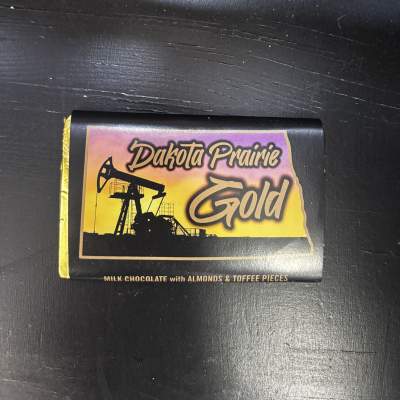 Dakota Prairie
Gold
MILK CHOCOLATE with ALMONDS & TOFFEE PIECES